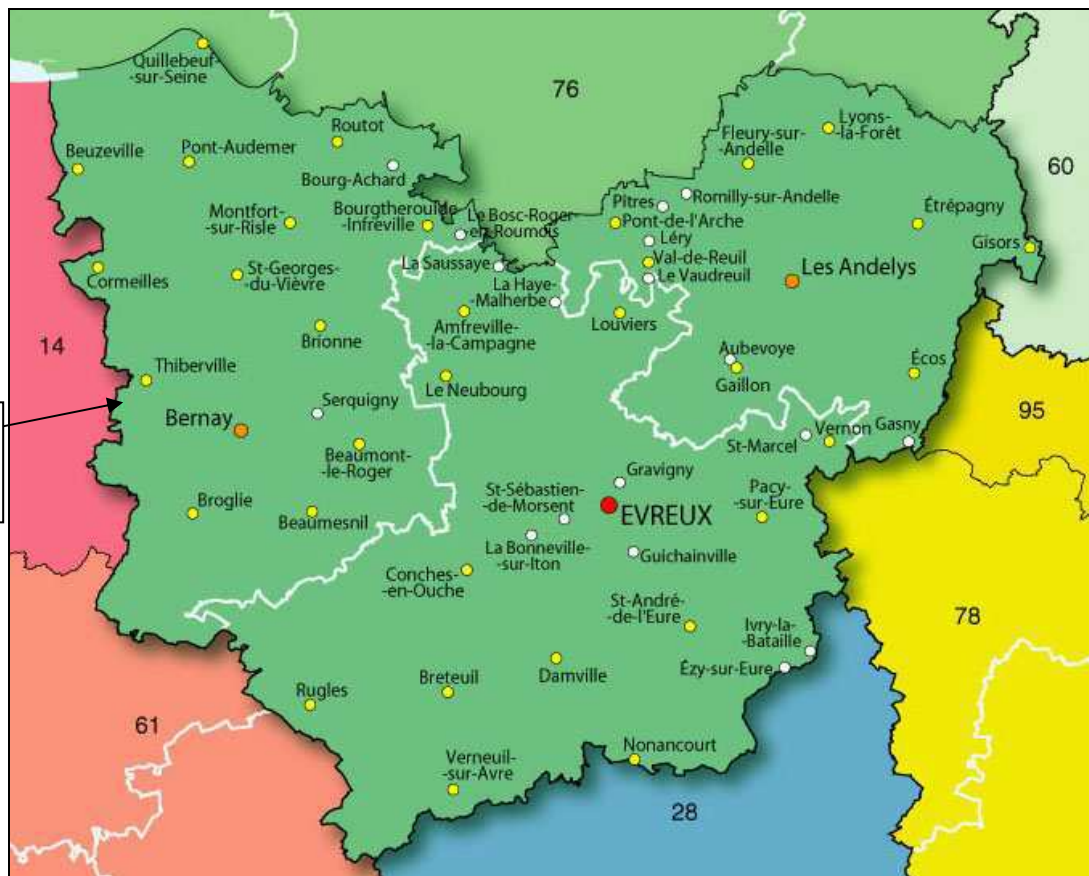 Quillebeuf-
-sur-Seine
76
Routot
Lyons-
-la-Forêt
Fleury-sur-
-Andelle
Beuzeville
Pont-Audemer
Bourg-Achard
60
Pîtres
Romilly-sur-Andelle
Montfort-
-sur-Risle
Bourgtheroulde-
-Infreville
Le Bosc-Roger-
-en-Roumois
Pont-de-l'Arche
Étrépagny
Léry
Gisors
Cormeilles
St-Georges-
-du-Vièvre
La Saussaye
Val-de-Reuil
Le Vaudreuil
Les Andelys
La Haye-
-Malherbe
Amfreville-
-la-Campagne
Louviers
Brionne
14
Thiberville
Le Neubourg
Aubevoye
Gaillon
Écos
95
Bernay
Serquigny
Beaumont-
-le-Roger
St-Marcel
Vernon
Gasny
Gravigny
Broglie
Beaumesnil
St-Sébastien-
-de-Morsent
EVREUX
Pacy-
-sur-Eure
La Bonneville-
-sur-Iton
Guichainville
Conches-
-en-Ouche
St-André-
-de-l'Eure
78
Ivry-la-
-Bataille
Ézy-sur-Eure
Rugles
Breteuil
Damville
61
Verneuil-
-sur-Avre
Nonancourt
28